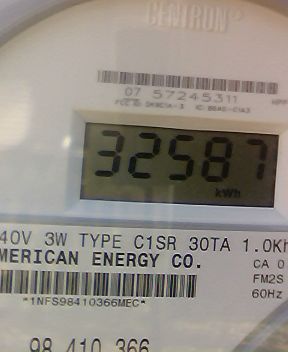 CENTRON®
07 57245311
32587
kWh
40V 3W TYPE C1SR 30TA 1.0Kh
MERICAN ENERGY CO.
CA 0
FM2S
60Hz
*1NFS98410366MEC*
98 410 366